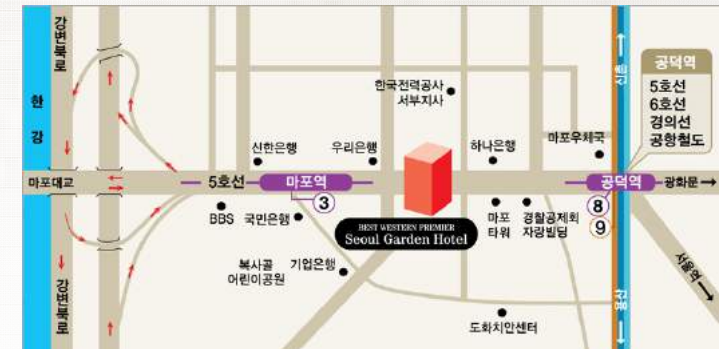 강변북로
한강
마포대교
강변북로
5호선
마포역
3
신한은행
우리은행
BBS
국민은행
복사골
어린이공원
기업은행
한국전력공사
서부지사
BEST WESTERN PREMIER
Seoul Garden Hotel
하나은행
마포우체국
마포
타워
경찰공제회
자람빌딩
도화치안센터
신촌
공덕역
5호선
6호선
경의선
공항철도
공덕역
8
9
광화문
서울역
용산